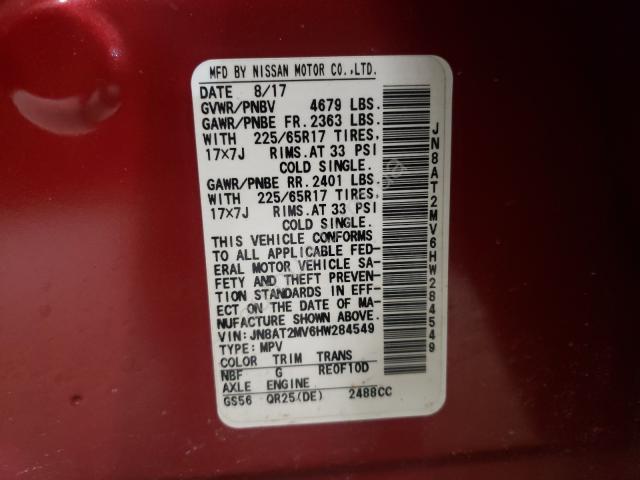 MFD BY NISSAN MOTOR CO.,LTD.
DATE 8/17
GVWR/PNBV 4679 LBS.
GAWR/PNBE FR. 2363 LBS.
WITH 225/65R17 TIRES,
17×7J RIMS.AT 33 PSI
COLD SINGLE.
GAWR/PNBE RR. 2401 LBS.
WITH 225/65R17 TIRES,
17×7J RIMS.AT 33 PSI
COLD SINGLE.
THIS VEHICLE CONFORMS
TO ALL APPLICABLE FED-
ERAL MOTOR VEHICLE SA-
FETY AND THEFT PREVEN-
TION STANDARDS IN EFF-
ECT ON THE DATE OF MA-
NUFACTURE SHOWN ABOVE.
VIN: JN8AT2MV6HW284549
TYPE: MPV
COLOR TRIM TRANS
NBF G RE0F10D
AXLE ENGINE
GS56 QR25(DE) 2488CC
JN8AT2MV6HW284549